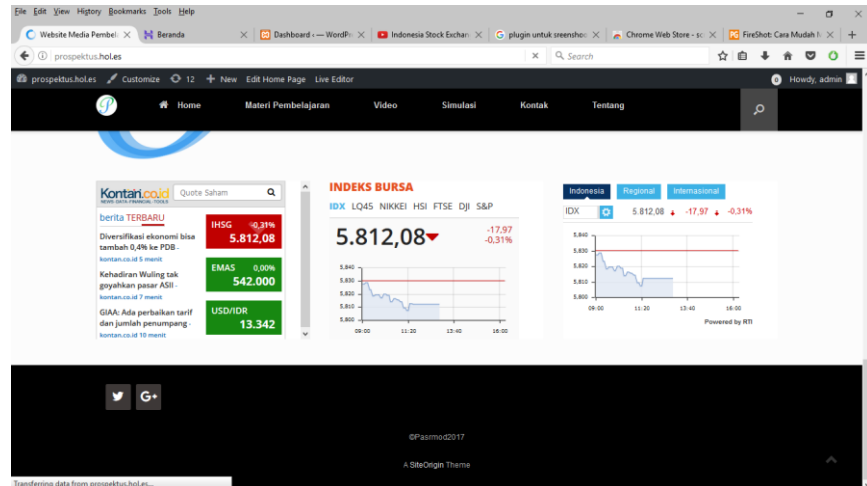 File Edit View History Bookmarks Tools Help
Website Media Pembel Beranda Dashboard ‹ — WordPr Indonesia Stock Exchan plugin untuk sreenshoo Chrome Web Store - sc FireShot: Cara Mudah
prospektus.hol.es Search
prospektus.hol.es Customize 12 New Edit Home Page Live Editor 0 Howdy, admin
Home Materi Pembelajaran Video Simulasi Kontak Tentang
Kontan.co.id Quote Saham
NEWS·DATA·FINANCIAL·TOOLS
berita TERBARU
Diversifikasi ekonomi bisa
tambah 0,4% ke PDB -
kontan.co.id 5 menit
Kehadiran Wuling tak
goyahkan pasar ASII -
kontan.co.id 7 menit
GIAA: Ada perbaikan tarif
dan jumlah penumpang -
kontan.co.id 10 menit
IHSG -0,31%
5.812,08
EMAS 0,00%
542.000
USD/IDR
13.342
INDEKS BURSA
IDX LQ45 NIKKEI HSI FTSE DJI S&P
5.812,08 -17,97
-0,31%
5,840
5,830
5,820
5,810
5,800
09:00 11:20 13:40 16:00
Indonesia Regional Internasional
IDX 5.812,08 -17,97 -0,31%
5,840
5,830
5,820
5,810
5,800
09:00 11:20 13:40 16:00
Powered by RTI
G+
©Pasrmod2017
A SiteOrigin Theme
Transferring data from prospektus.hol.es...